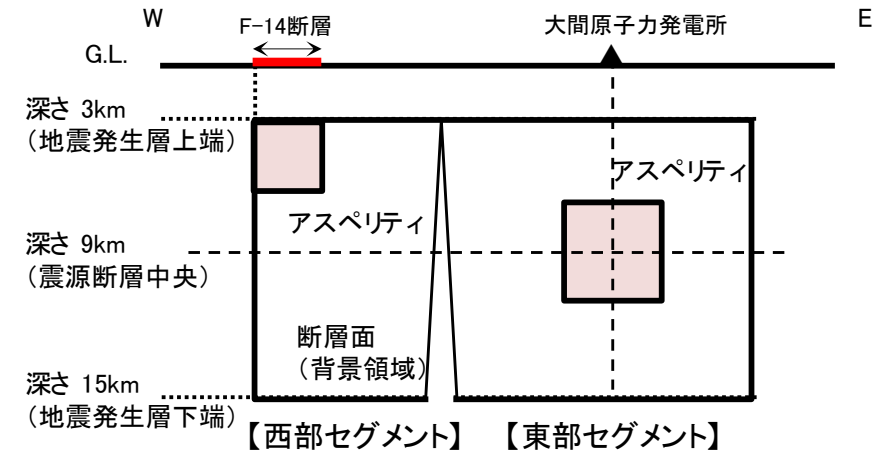 W
E
F-14断層
大間原子力発電所
G.L.
深さ 3km
（地震発生層上端）
アスペリティ
アスペリティ
深さ 9km
（震源断層中央）
断層面
（背景領域）
深さ 15km
（地震発生層下端）
【西部セグメント】
【東部セグメント】